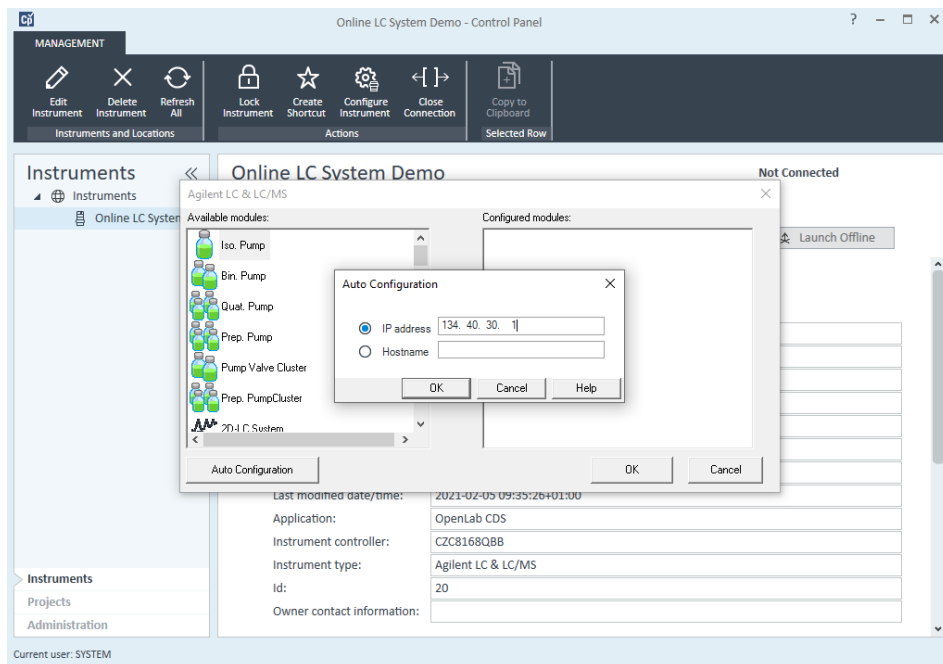 Cp
Online LC System Demo - Control Panel
MANAGEMENT
Edit Instrument
Delete Instrument
Refresh All
Instruments and Locations
Lock Instrument
Create Shortcut
Configure Instrument
Close Connection
Actions
Copy to Clipboard
Selected Row
Instruments
Instruments
Online LC System
Online LC System Demo
Not Connected
Launch Offline
Agilent LC & LC/MS
Available modules:
Configured modules:
Iso. Pump
Bin. Pump
Quat. Pump
Prep. Pump
Pump Valve Cluster
Prep. PumpCluster
2D-LC System
Auto Configuration
IP address
134. 40. 30. 1
Hostname
OK
Cancel
Help
Auto Configuration
OK
Cancel
Last modified date/time:
2021-02-05 09:35:26+01:00
Application:
OpenLab CDS
Instrument controller:
CZC8168QBB
Instrument type:
Agilent LC & LC/MS
Id:
20
Owner contact information:
Instruments
Projects
Administration
Current user: SYSTEM